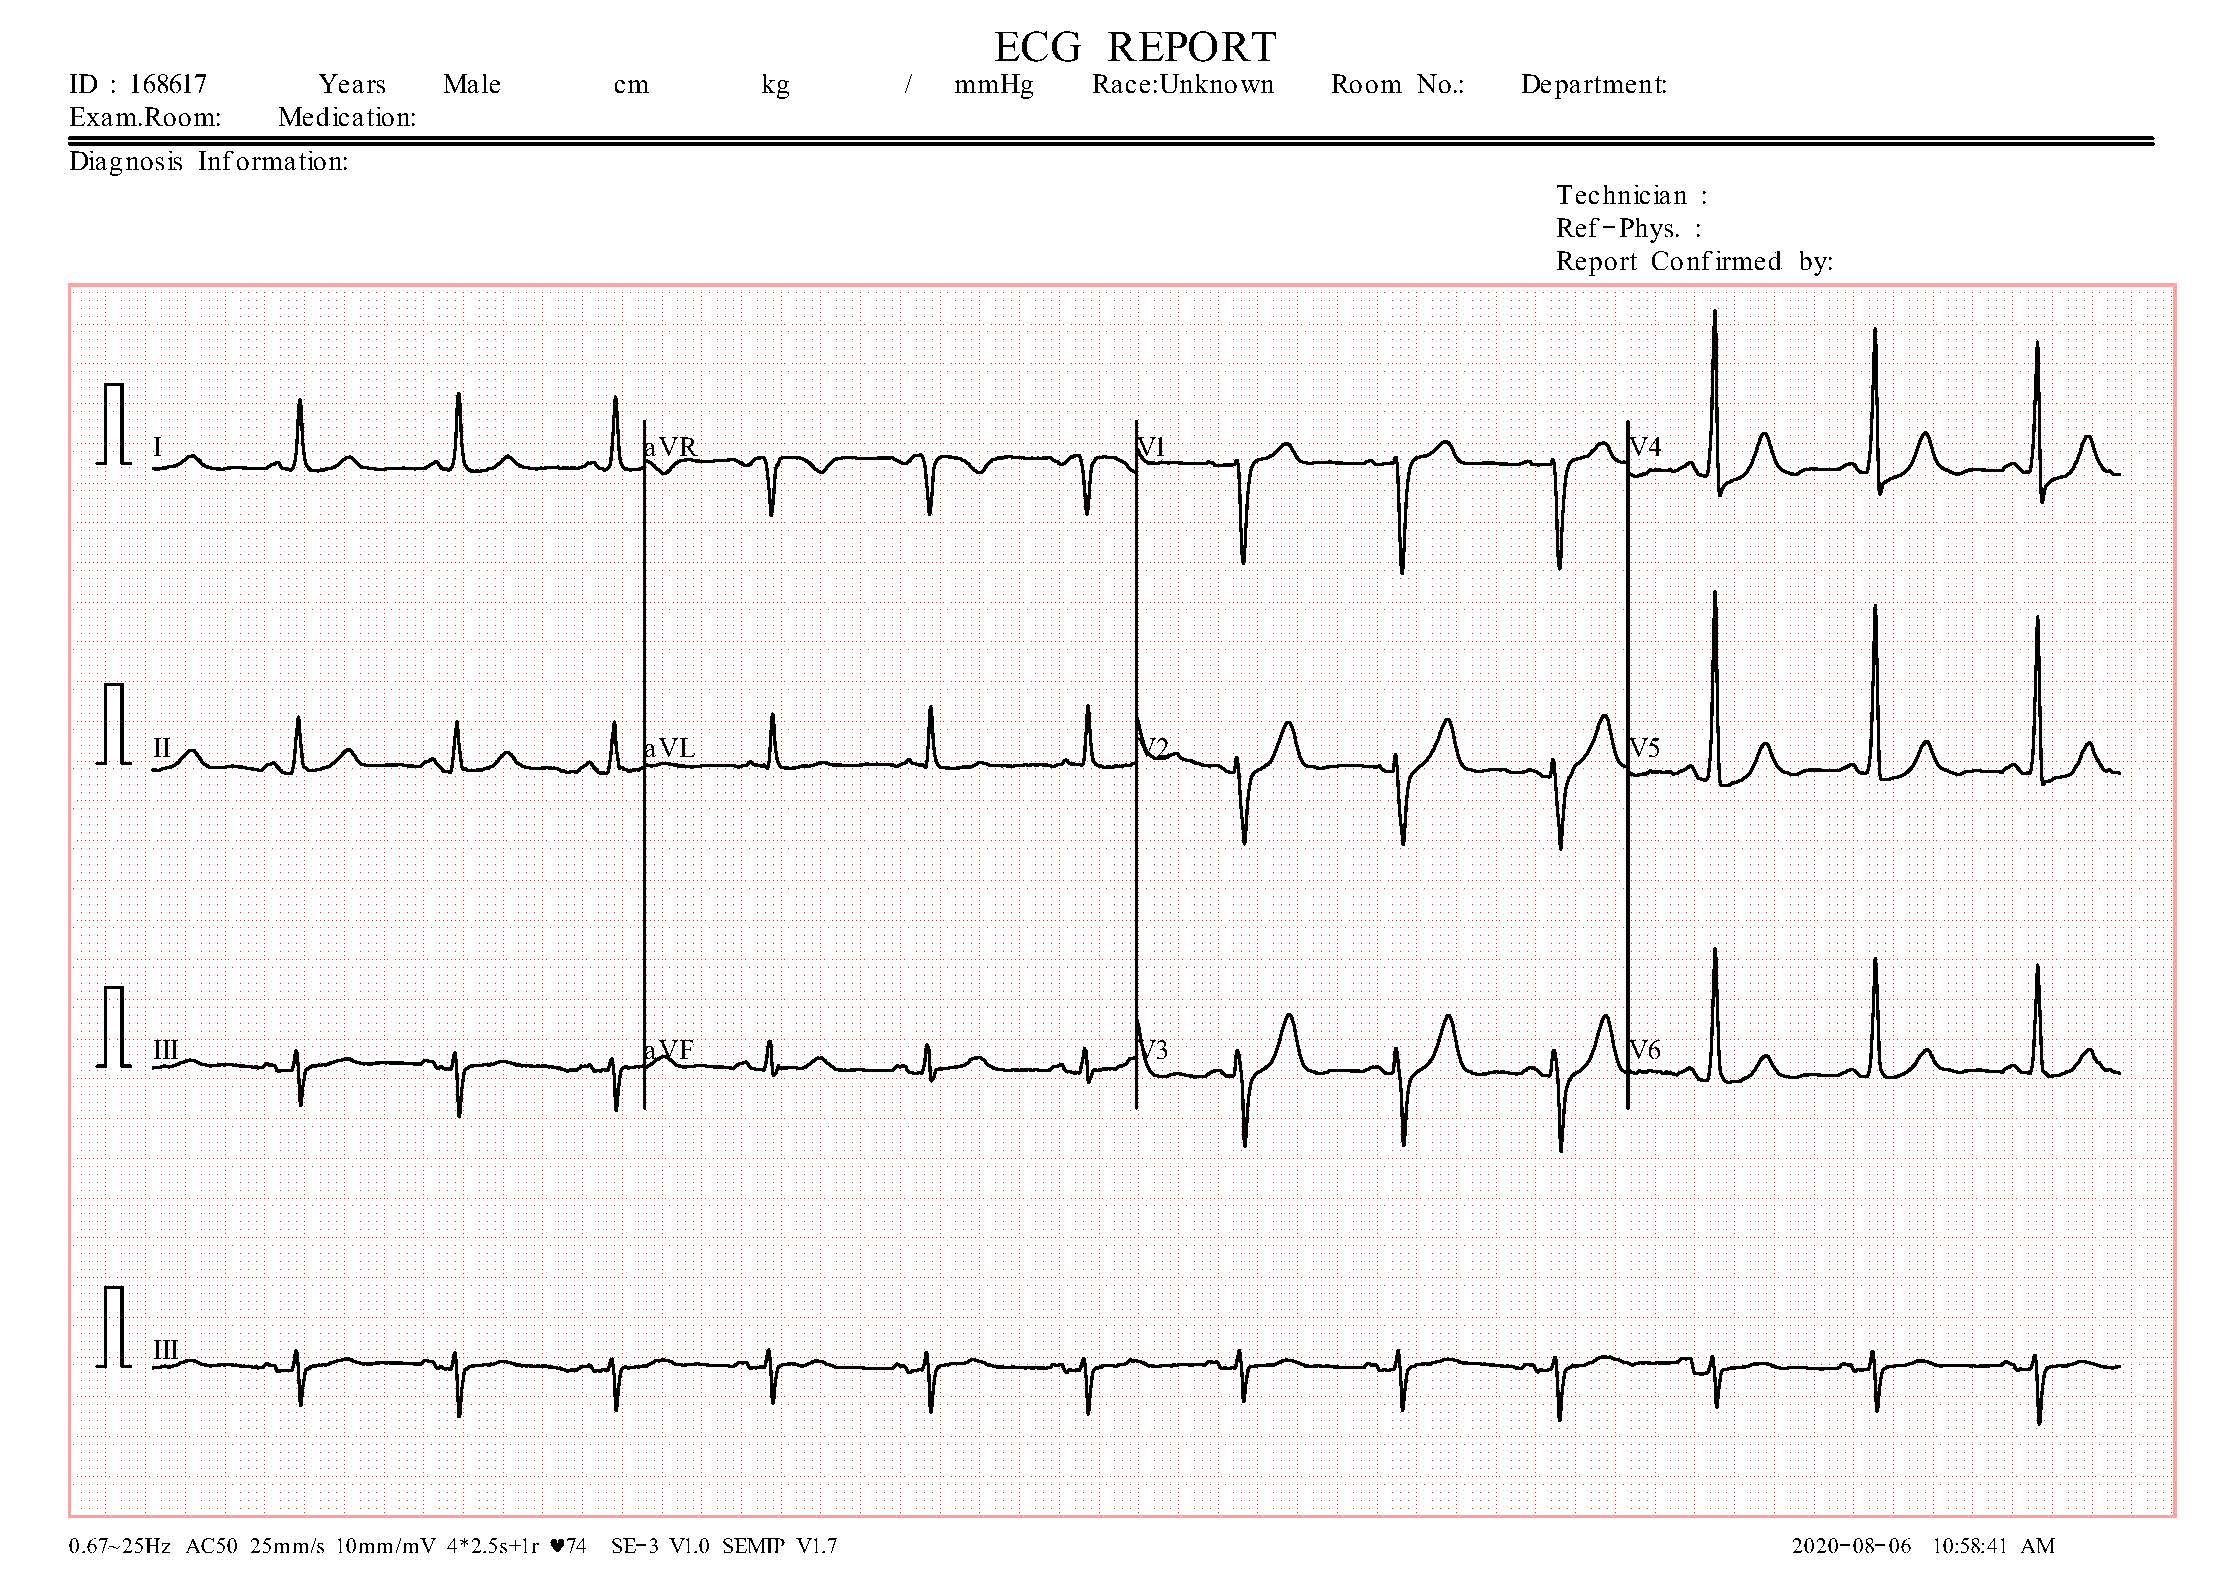 ECG REPORT
ID : 168617 Years Male cm kg / mmHg Race:Unknown Room No.: Department:
Exam.Room: Medication:
Diagnosis Information:
Technician :
Ref-Phys. :
Report Confirmed by:
I aVR V1 V4
II aVL V2 V5
III aVF V3 V6
III
0.67~25Hz AC50 25mm/s 10mm/mV 4*2.5s+1r ♥74 SE-3 V1.0 SEMIP V1.7 2020-08-06 10:58:41 AM